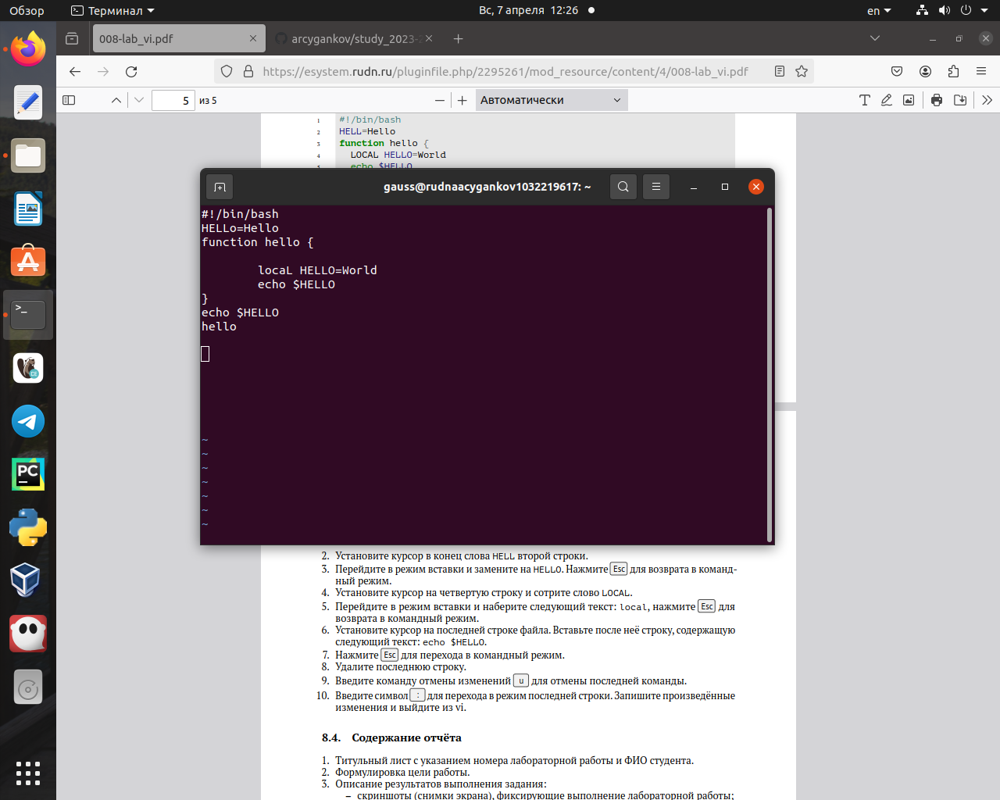 Обзор
Терминал
Вс, 7 апреля 12:26
en
008-lab_vi.pdf
arcygankov/study_2023-2
https://esystem.rudn.ru/pluginfile.php/2295261/mod_resource/content/4/008-lab_vi.pdf
5
из 5
Автоматически
1 #!/bin/bash
2 HELL=Hello
3 function hello {
4 LOCAL HELLO=World
5 echo $HELLO
gauss@rudnaacygankov1032219617: ~
#!/bin/bash
HELLo=Hello
function hello {
locaL HELLO=World
echo $HELLO
}
echo $HELLO
hello
~
~
~
~
~
~
~
2. Установите курсор в конец слова HELL второй строки.
3. Перейдите в режим вставки и замените на HELLO. Нажмите Esc для возврата в команд-
ный режим.
4. Установите курсор на четвертую строку и сотрите слово LOCAL.
5. Перейдите в режим вставки и наберите следующий текст: local, нажмите Esc для
возврата в командный режим.
6. Установите курсор на последней строке файла. Вставьте после неё строку, содержащую
следующий текст: echo $HELLO.
7. Нажмите Esc для перехода в командный режим.
8. Удалите последнюю строку.
9. Введите команду отмены изменений u для отмены последней команды.
10. Введите символ : для перехода в режим последней строки. Запишите произведённые
изменения и выйдите из vi.
8.4. Содержание отчёта
1. Титульный лист с указанием номера лабораторной работы и ФИО студента.
2. Формулировка цели работы.
3. Описание результатов выполнения задания:
– скриншоты (снимки экрана), фиксирующие выполнение лабораторной работы;
>_
CE
PC